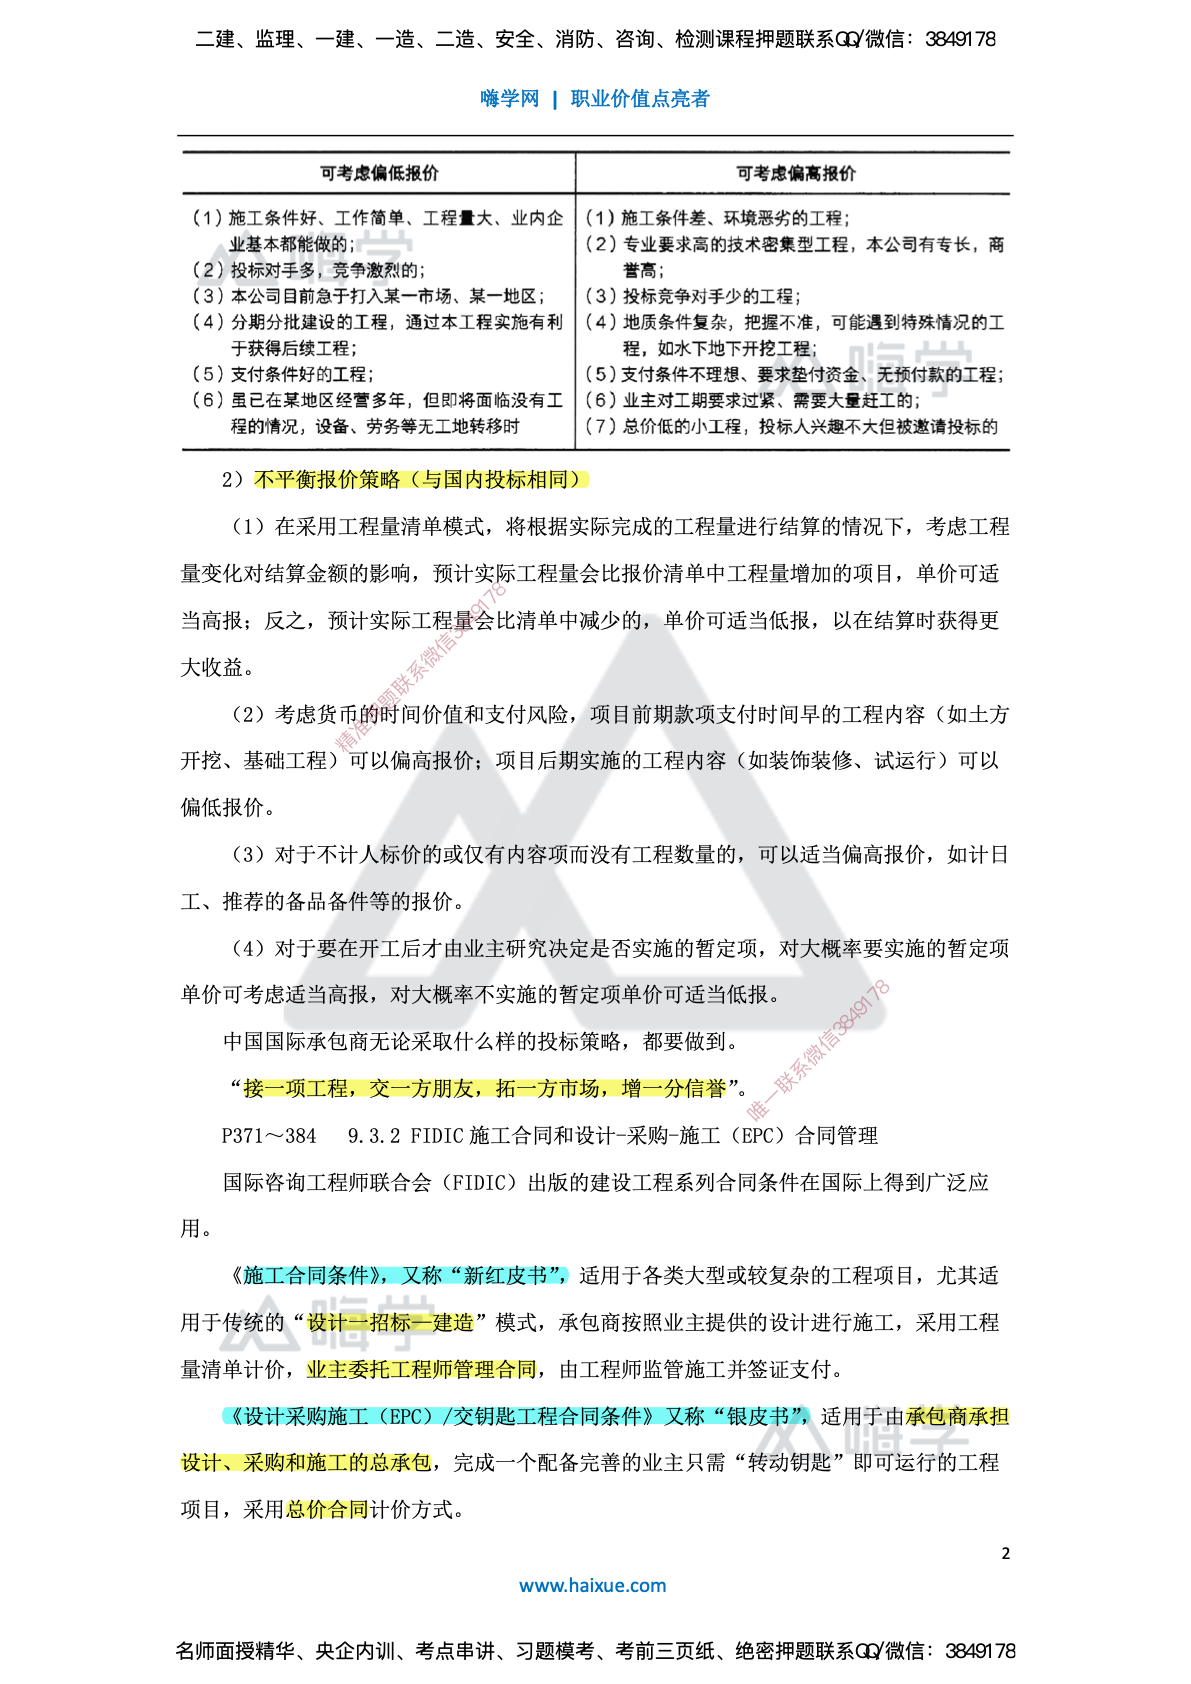 二建、监理、一建、一造、二造、安全、消防、咨询、检测课程押题联系QQ/微信：3849178
嗨学网 | 职业价值点亮者
可考虑偏低报价
（1）施工条件好、工作简单、工程量大、业内企
业基本都能做的；
（2）投标对手多，竞争激烈的；
（3）本公司目前急于打入某一市场、某一地区；
（4）分期分批建设的工程，通过本工程实施有利
于获得后续工程；
（5）支付条件好的工程；
（6）虽已在某地区经营多年，但即将面临没有工
程的情况，设备、劳务等无工地转移时
可考虑偏高报价
（1）施工条件差、环境恶劣的工程；
（2）专业要求高的技术密集型工程，本公司有专长，商
誉高；
（3）投标竞争对手少的工程；
（4）地质条件复杂，把握不准，可能遇到特殊情况的工
程，如水下地下开挖工程；
（5）支付条件不理想、要求垫付资金、无预付款的工程；
（6）业主对工期要求过紧、需要大量赶工的；
（7）总价低的小工程，投标人兴趣不大但被邀请投标的
嗨学
嗨学
2）不平衡报价策略（与国内投标相同）
（1）在采用工程量清单模式，将根据实际完成的工程量进行结算的情况下，考虑工程
量变化对结算金额的影响，预计实际工程量会比报价清单中工程量增加的项目，单价可适
当高报；反之，预计实际工程量会比清单中减少的，单价可适当低报，以在结算时获得更
大收益。
（2）考虑货币的时间价值和支付风险，项目前期款项支付时间早的工程内容（如土方
开挖、基础工程）可以偏高报价；项目后期实施的工程内容（如装饰装修、试运行）可以
偏低报价。
精准押题联系微信3849178
（3）对于不计人标价的或仅有内容项而没有工程数量的，可以适当偏高报价，如计日
工、推荐的备品备件等的报价。
（4）对于要在开工后才由业主研究决定是否实施的暂定项，对大概率要实施的暂定项
单价可考虑适当高报，对大概率不实施的暂定项单价可适当低报。
中国国际承包商无论采取什么样的投标策略，都要做到。
“接一项工程，交一方朋友，拓一方市场，增一分信誉”。
唯一联系微信3849178
P371～384 9.3.2 FIDIC 施工合同和设计-采购-施工（EPC）合同管理
国际咨询工程师联合会（FIDIC）出版的建设工程系列合同条件在国际上得到广泛应
用。
《施工合同条件》，又称“新红皮书”，适用于各类大型或较复杂的工程项目，尤其适
用于传统的“设计一招标一建造”模式，承包商按照业主提供的设计进行施工，采用工程
量清单计价，业主委托工程师管理合同，由工程师监管施工并签证支付。
嗨学
《设计采购施工（EPC）/交钥匙工程合同条件》又称“银皮书”，适用于由承包商承担
设计、采购和施工的总承包，完成一个配备完善的业主只需“转动钥匙”即可运行的工程
项目，采用总价合同计价方式。
嗨学
2
www.haixue.com
名师面授精华、央企内训、考点串讲、习题模考、考前三页纸、绝密押题联系QQ/微信：3849178